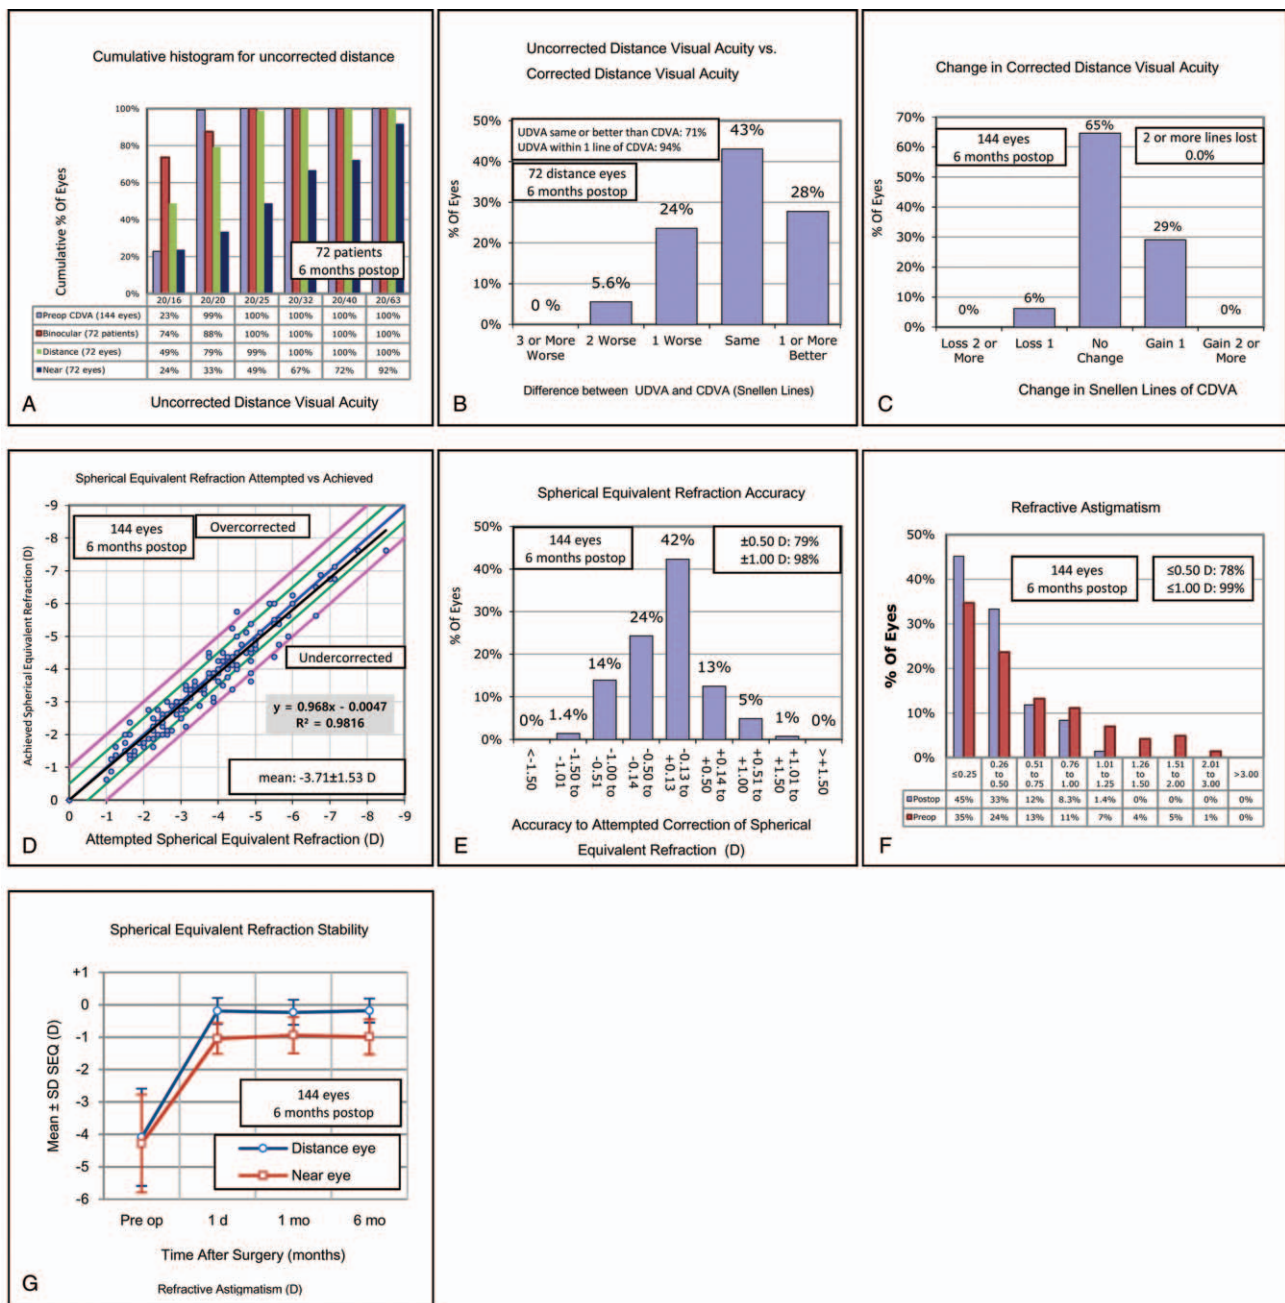 Cumulative histogram for uncorrected distance
Cumulative % Of Eyes
100%
80%
60%
40%
20%
0%
72 patients
6 months postop
20/16 20/20 20/25 20/32 20/40 20/63
Preop CDVA (144 eyes) 23% 99% 100% 100% 100% 100%
Binocular (72 patients) 74% 88% 100% 100% 100% 100%
Distance (72 eyes) 49% 79% 99% 100% 100% 100%
Near (72 eyes) 24% 33% 49% 67% 72% 92%
A
Uncorrected Distance Visual Acuity
Uncorrected Distance Visual Acuity vs.
Corrected Distance Visual Acuity
% Of Eyes
50%
40%
30%
20%
10%
0%
UDVA same or better than CDVA: 71%
UDVA within 1 line of CDVA: 94%
72 distance eyes
6 months postop
0 %
5.6%
24%
43%
28%
3 or More Worse
2 Worse
1 Worse
Same
1 or More Better
Difference between UDVA and CDVA (Snellen Lines)
B
Change in Corrected Distance Visual Acuity
% Of Eyes
70%
60%
50%
40%
30%
20%
10%
0%
144 eyes
6 months postop
2 or more lines lost
0.0%
0%
6%
65%
29%
0%
Loss 2 or More
Loss 1
No Change
Gain 1
Gain 2 or More
Change in Snellen Lines of CDVA
C
Spherical Equivalent Refraction Attempted vs Achieved
Achieved Spherical Equivalent Refraction (D)
-9
-8
-7
-6
-5
-4
-3
-2
-1
0
144 eyes
6 months postop
Overcorrected
Undercorrected
y = 0.968x - 0.0047
R² = 0.9816
mean: -3.71±1.53 D
0 -1 -2 -3 -4 -5 -6 -7 -8 -9
Attempted Spherical Equivalent Refraction (D)
D
Spherical Equivalent Refraction Accuracy
% Of Eyes
50%
40%
30%
20%
10%
0%
144 eyes
6 months postop
±0.50 D: 79%
±1.00 D: 98%
0%
1.4%
14%
24%
42%
13%
5%
1%
0%
<-1.50
-1.50 to -1.01
-1.00 to -0.51
-0.50 to -0.14
-0.13 to +0.13
+0.14 to +0.50
+0.51 to +1.00
+1.01 to +1.50
>+1.50
Accuracy to Attempted Correction of Spherical
Equivalent Refraction (D)
E
Refractive Astigmatism
% Of Eyes
50%
40%
30%
20%
10%
0%
144 eyes
6 months postop
≤0.50 D: 78%
≤1.00 D: 99%
≤0.25
0.26 to 0.50
0.51 to 0.75
0.76 to 1.00
1.01 to 1.25
1.26 to 1.50
1.51 to 2.00
2.01 to 3.00
>3.00
Postop 45% 33% 12% 8.3% 1.4% 0% 0% 0% 0%
Preop 35% 24% 13% 11% 7% 4% 5% 1% 0%
F
Spherical Equivalent Refraction Stability
Mean ± SD SEQ (D)
+1
0
-1
-2
-3
-4
-5
-6
144 eyes
6 months postop
Distance eye
Near eye
Pre op 1 d 1 mo 6 mo
Time After Surgery (months)
G
Refractive Astigmatism (D)